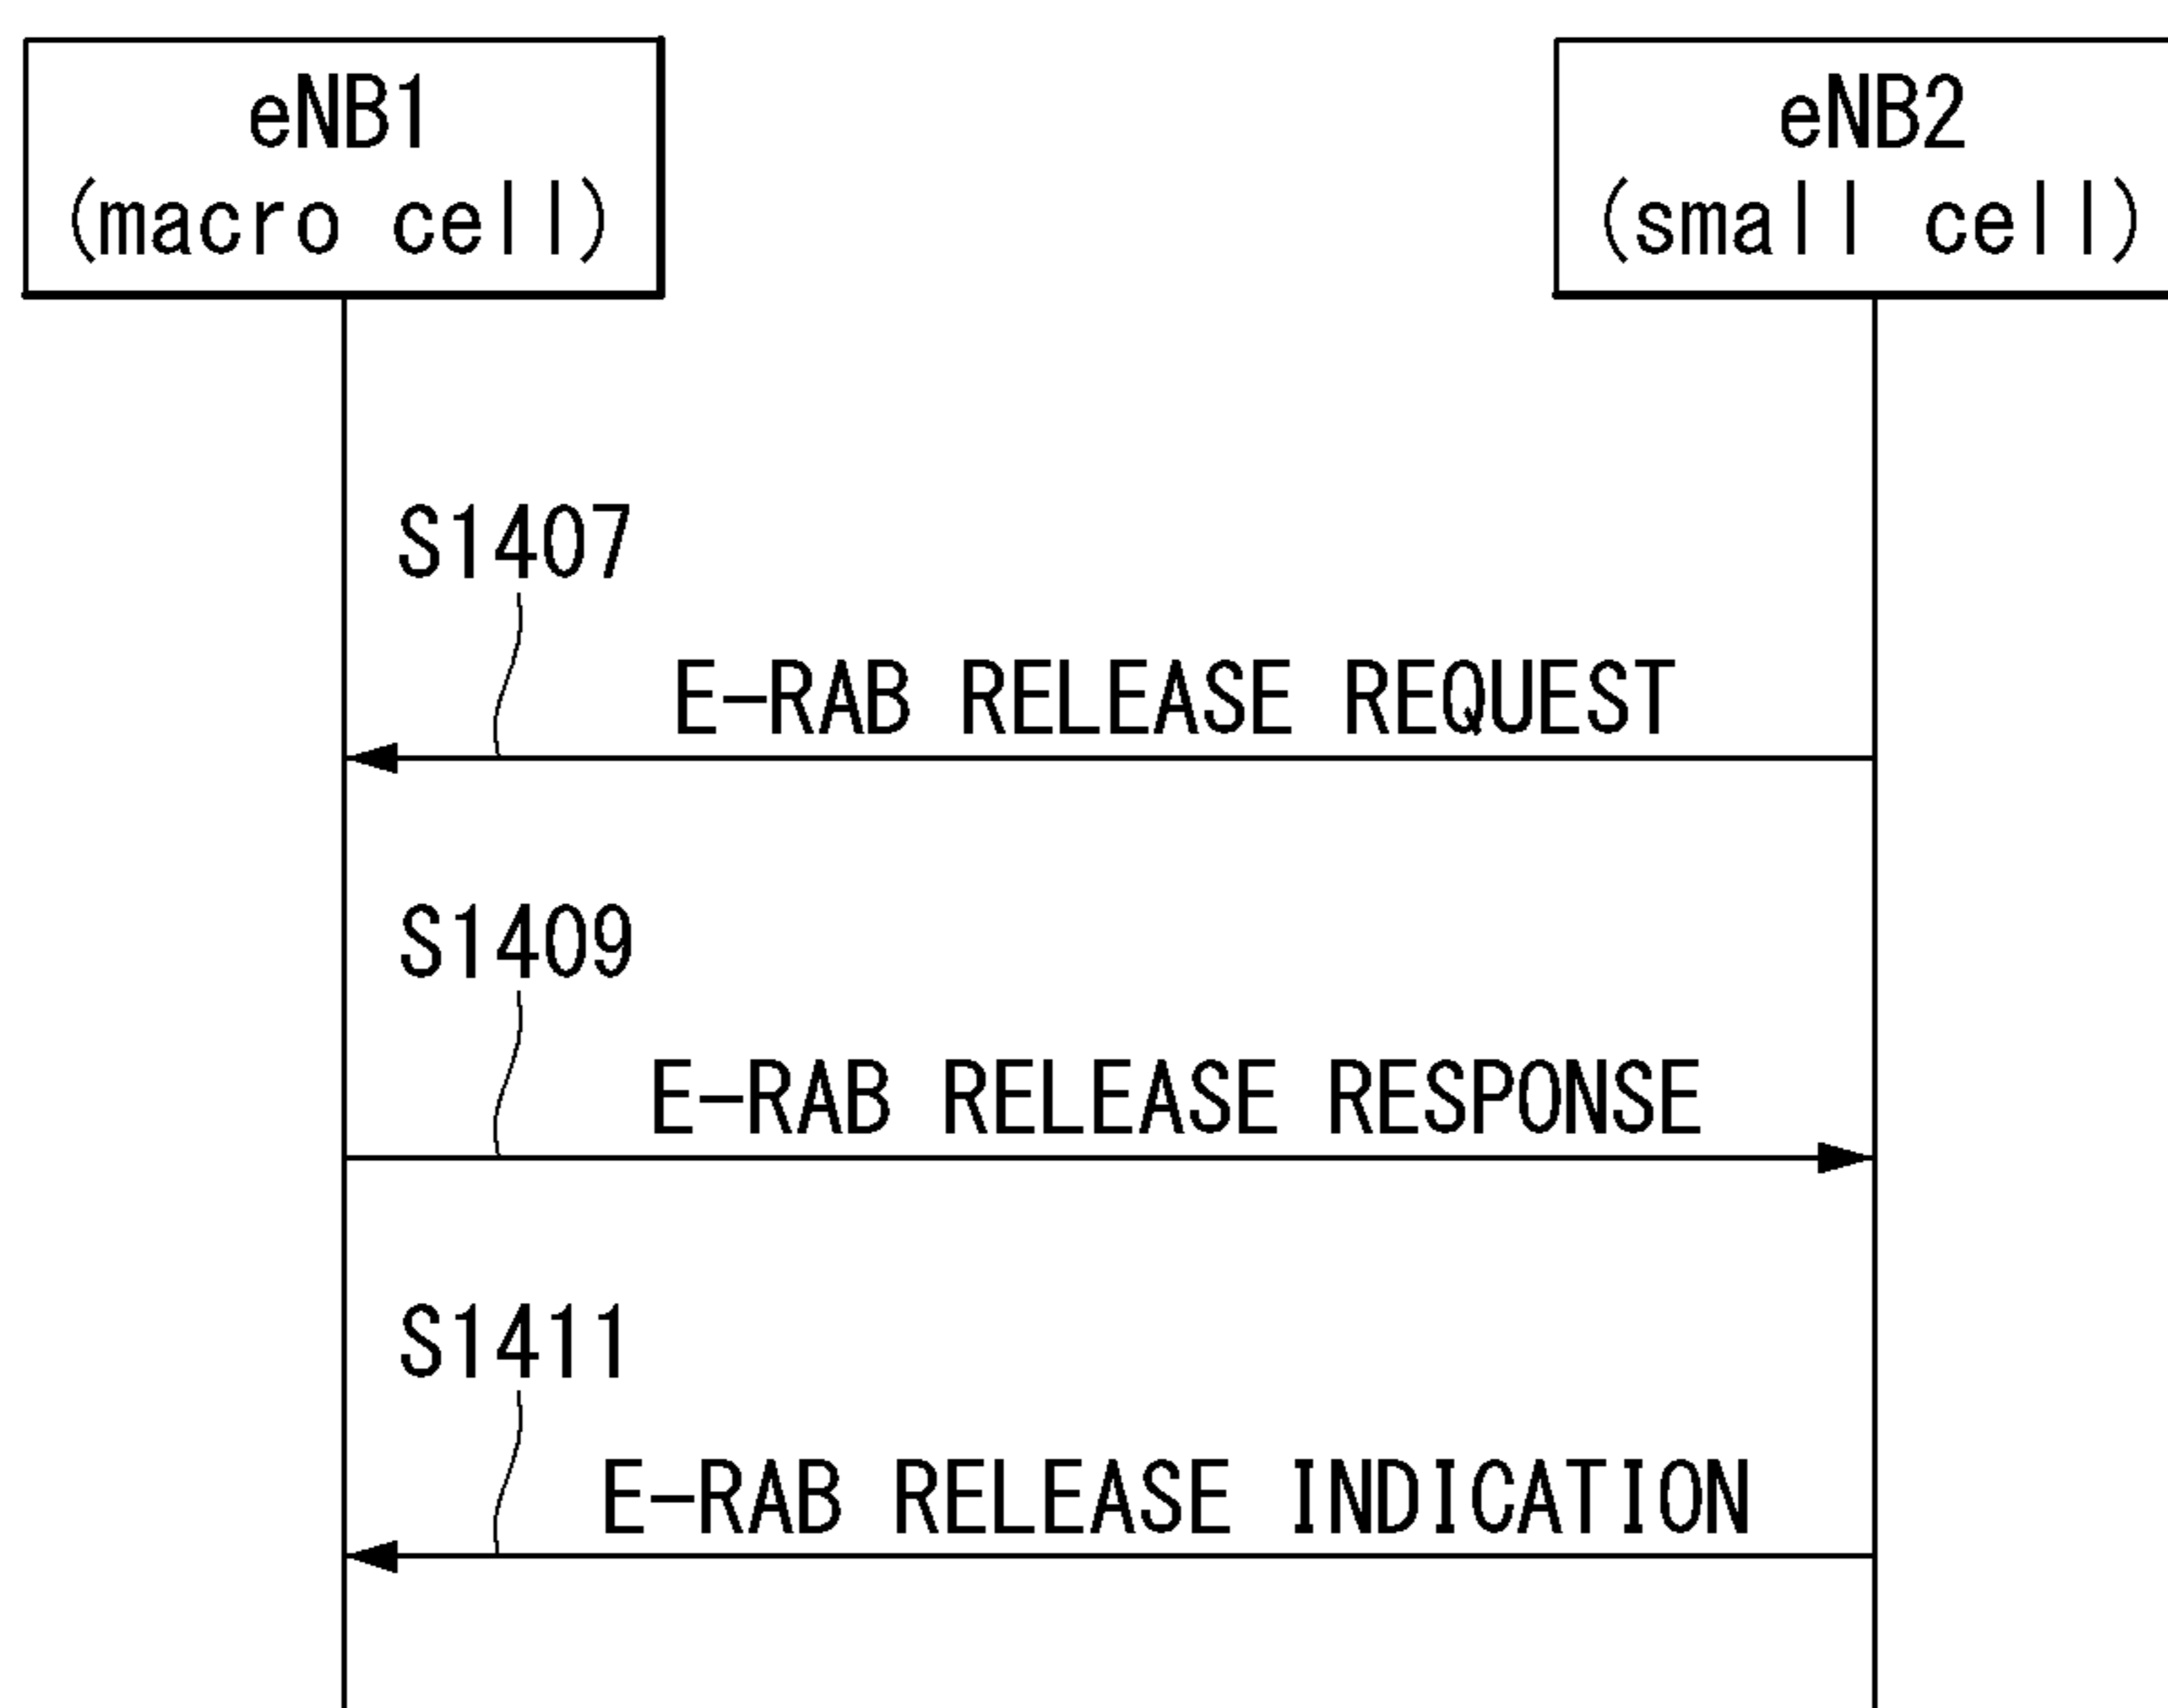 eNB1
(macro cell)
eNB2
(small cell)
S1407
E-RAB RELEASE REQUEST
S1409
E-RAB RELEASE RESPONSE
S1411
E-RAB RELEASE INDICATION